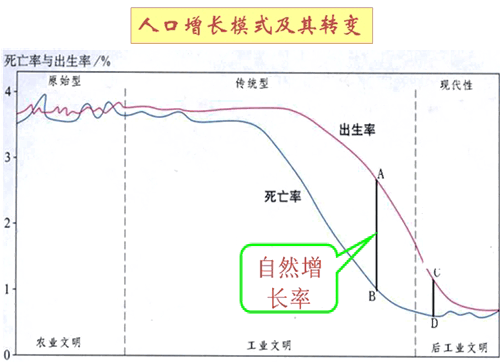 人口增长模式及其转变
死亡率与出生率/%
原始型 传统型 现代性
4
出生率
3
A
死亡率
2
自然增
长率
C
1
B
D
0
农业文明 工业文明 后工业文明